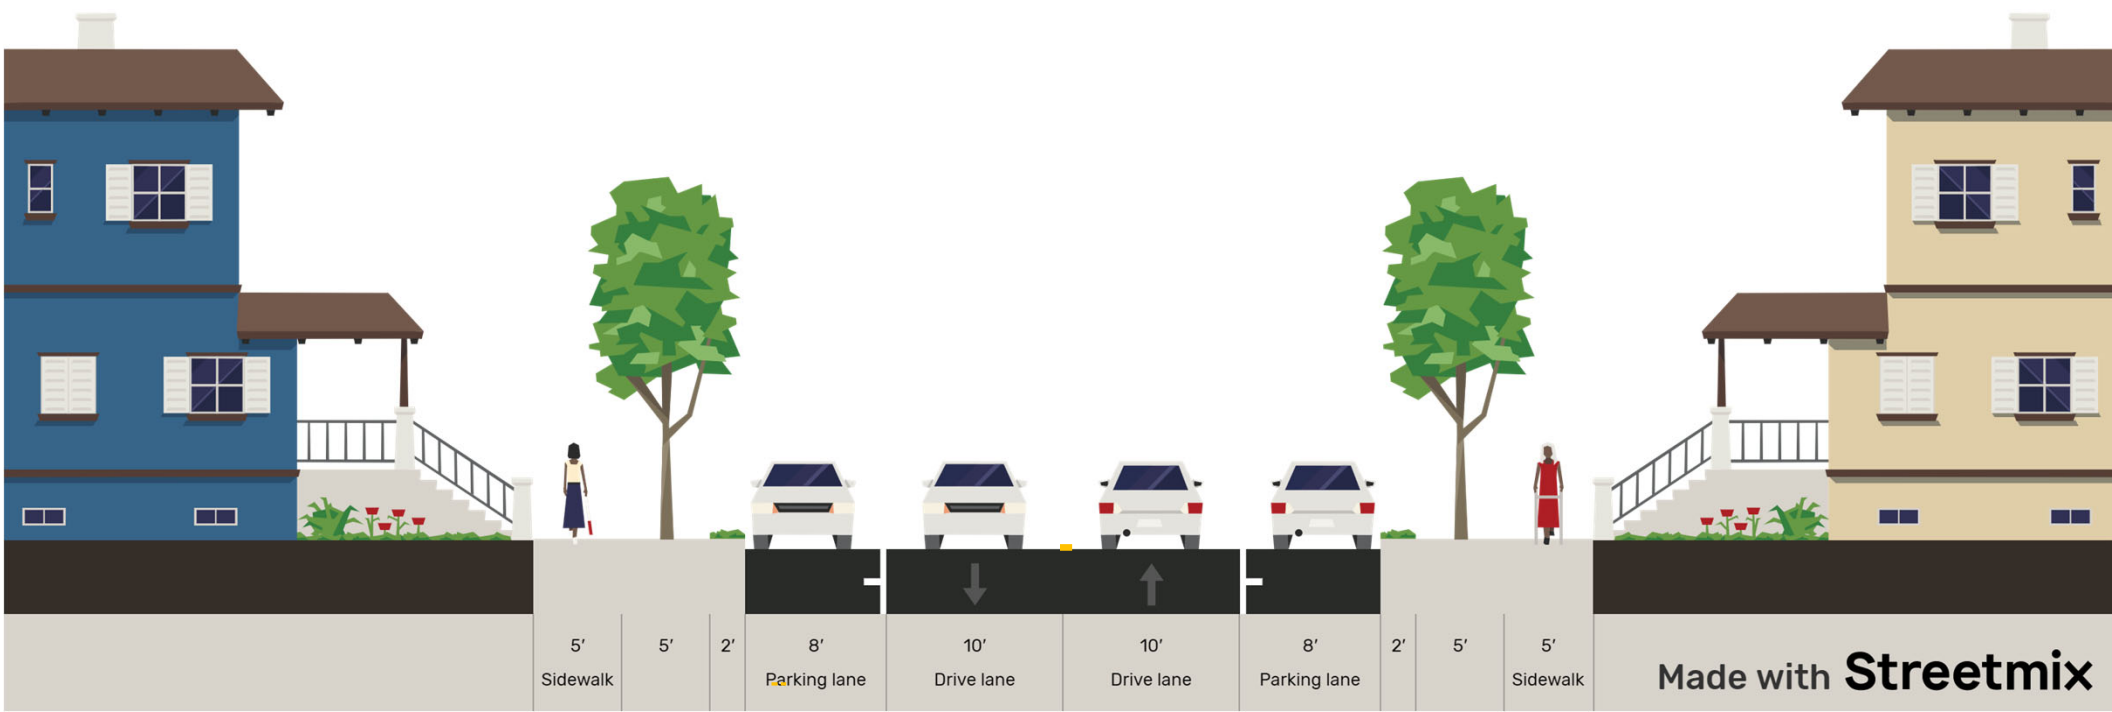 5′ 5′ 2′ 8′ 10′ 10′ 8′ 2′ 5′ 5′
Sidewalk Parking lane Drive lane Drive lane Parking lane Sidewalk
Made with Streetmix